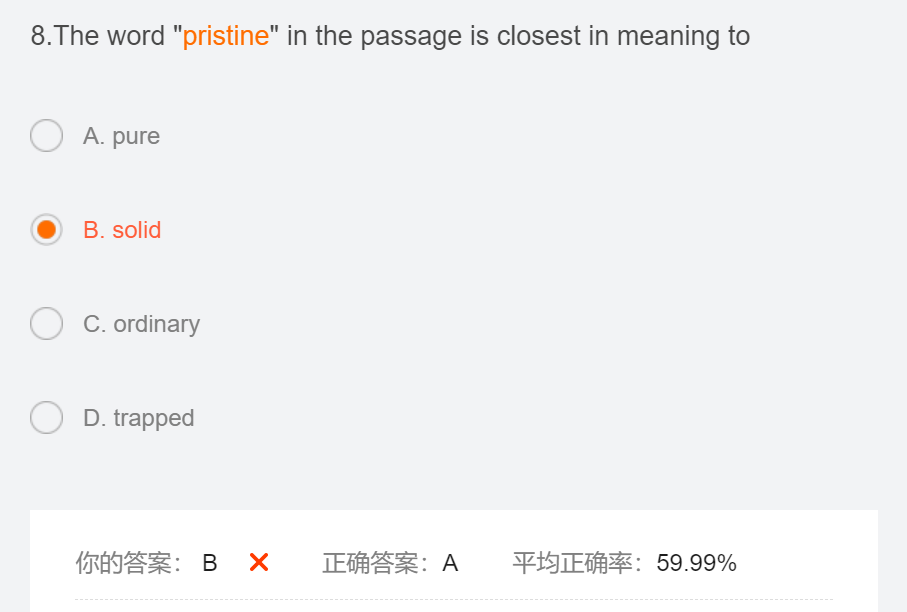 8.The word "pristine" in the passage is closest in meaning to
A. pure
B. solid
C. ordinary
D. trapped
你的答案： B 正确答案： A 平均正确率： 59.99%